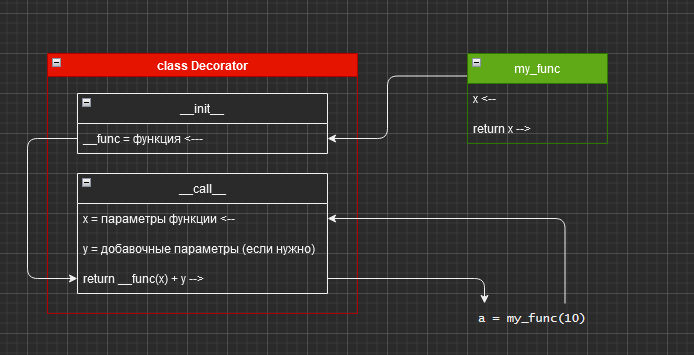 class Decorator
my_func
__init__
x <--
__func = функция <---
return x -->
__call__
x = параметры функции <--
y = добавочные параметры (если нужно)
return __func(x) + y -->
a = my_func(10)